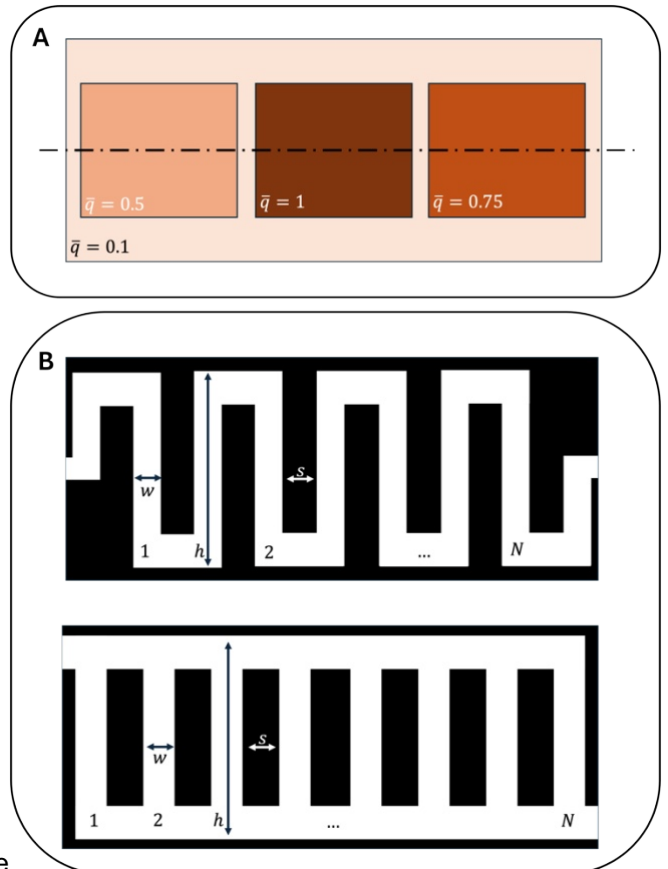 A
q̄ = 0.5
q̄ = 1
q̄ = 0.75
q̄ = 0.1
B
w
s
1
h
2
...
N
s
w
1
2
h
...
N
e